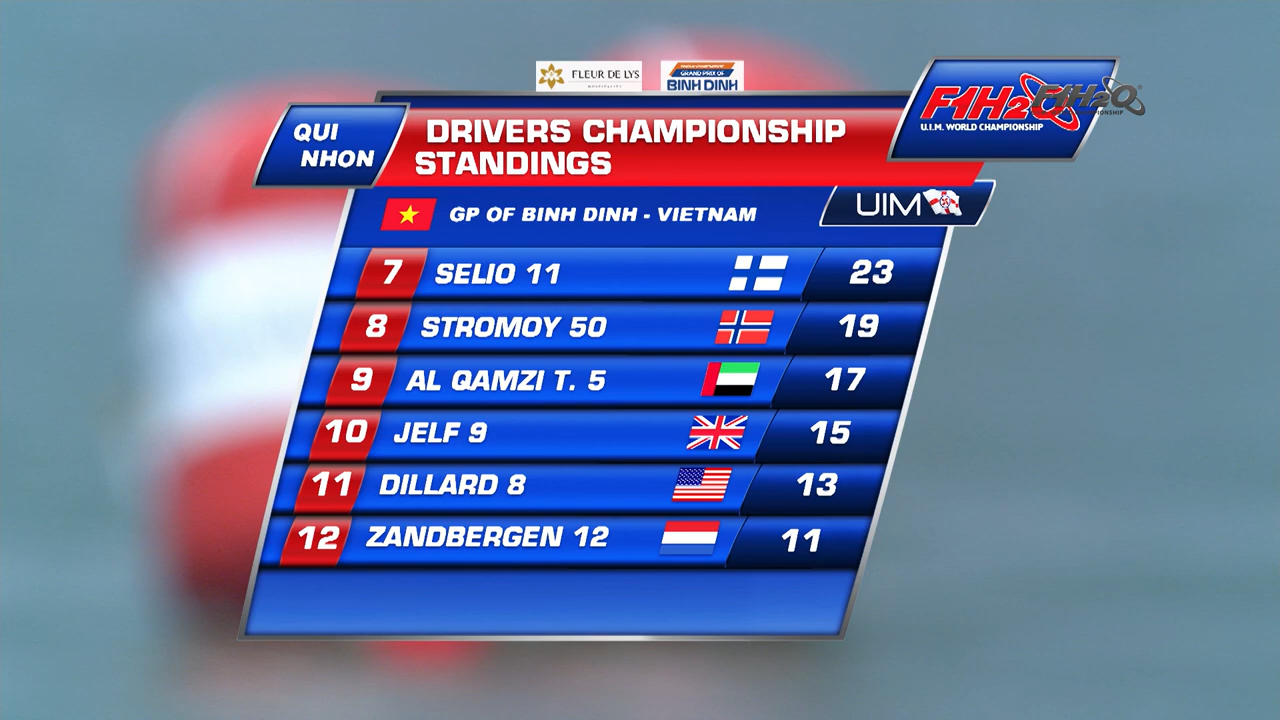 FLEUR DE LYS
GRAND PRIX OF
BINH DINH
F1H2O
F1H2O
U.I.M. WORLD CHAMPIONSHIP
QUI
NHON
DRIVERS CHAMPIONSHIP
STANDINGS
UIM
GP OF BINH DINH - VIETNAM
7 SELIO 11 23
8 STROMOY 50 19
9 AL QAMZI T. 5 17
10 JELF 9 15
11 DILLARD 8 13
12 ZANDBERGEN 12 11